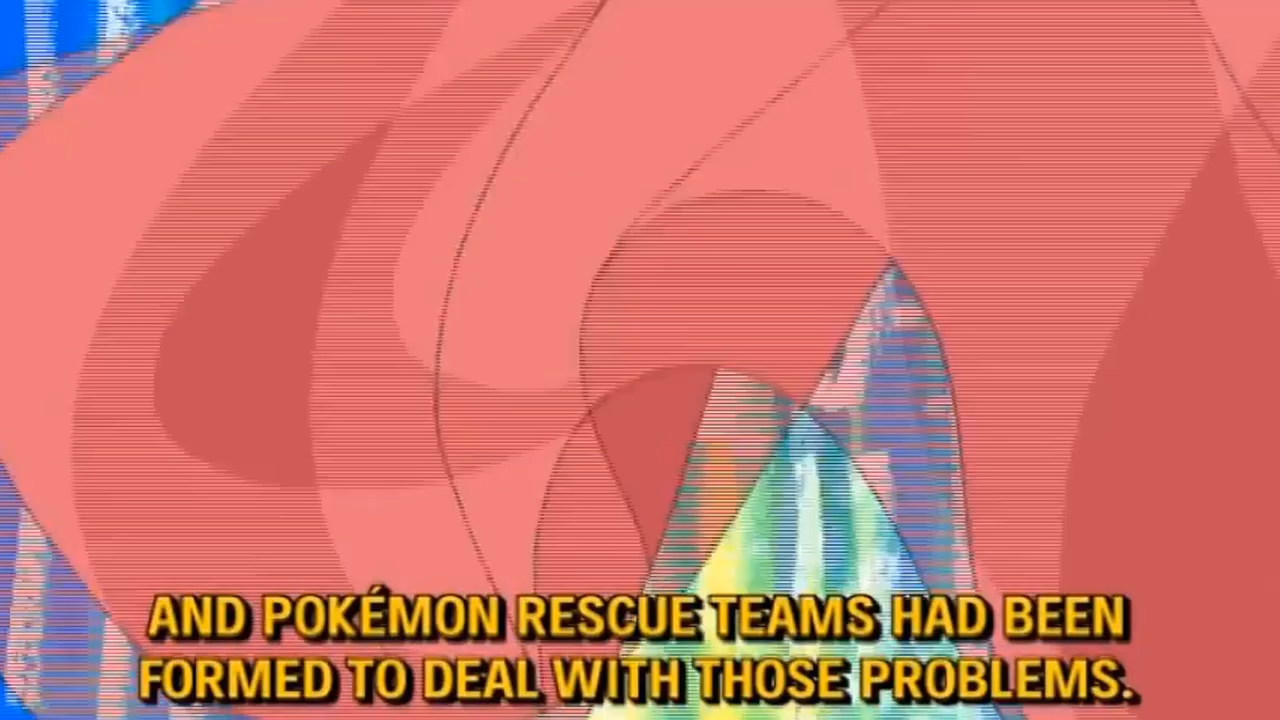 AND POKÉMON RESCUE TEAMS HAD BEEN
FORMED TO DEAL WITH THOSE PROBLEMS.